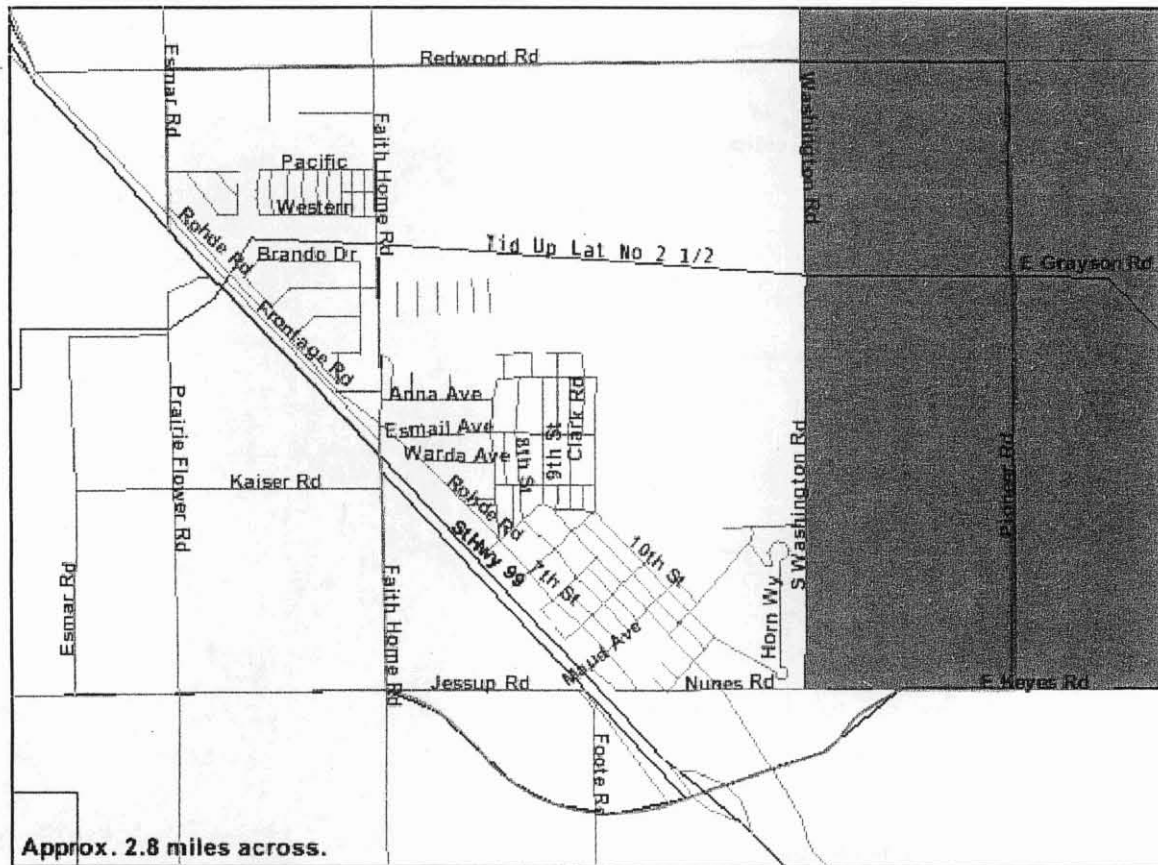 Redwood Rd
Esmar Rd
Washington Rd
Faith Home Rd
Pacific
Western
Rohde Rd
Brando Dr
Tid Up Lat No 2 1/2
E Grayson Rd
Frontage Rd
Anna Ave
Clark Rd
Prairie Flower Rd
Esmail Ave
8th St
9th St
Warda Ave
S Washington Rd
Pioneer Rd
Kaiser Rd
Rohde Rd
St Hwy 99
10th St
7th St
Esmar Rd
Faith Home Rd
Horn Wy
Maud Ave
Jessup Rd
Nunes Rd
E Keyes Rd
Foote Rd
Approx. 2.8 miles across.